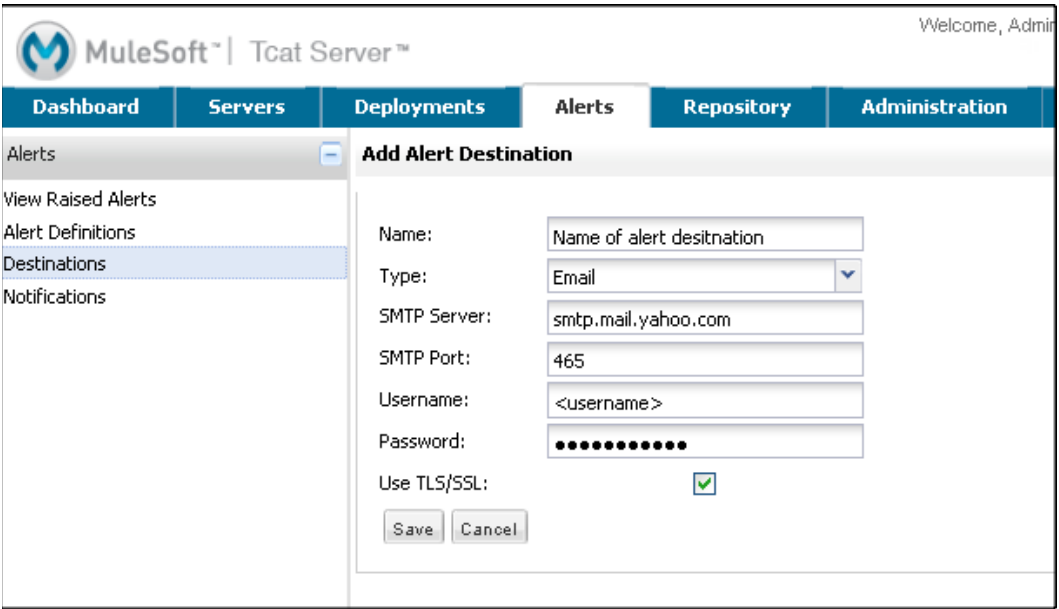 Welcome, Admin
MuleSoft™ | Tcat Server™
Dashboard Servers Deployments Alerts Repository Administration
Alerts
Add Alert Destination
View Raised Alerts
Alert Definitions
Destinations
Notifications
Name: Name of alert desitnation
Type: Email
SMTP Server: smtp.mail.yahoo.com
SMTP Port: 465
Username: <username>
Password: •••••••••••
Use TLS/SSL:
Save Cancel